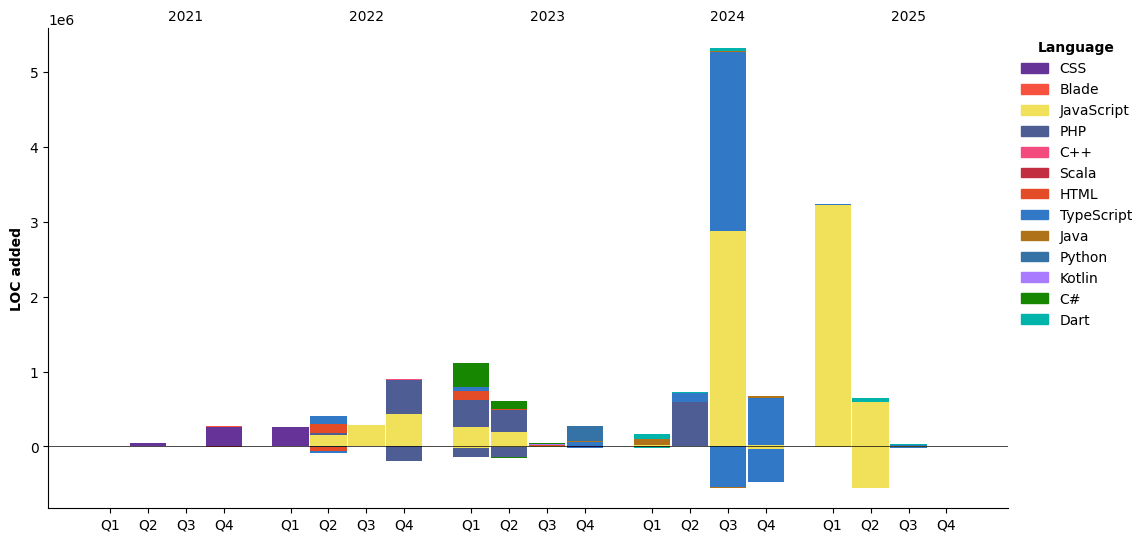 2021 2022 2023 2024 2025
1e6
Language
CSS
Blade
JavaScript
PHP
C++
Scala
HTML
TypeScript
Java
Python
Kotlin
C#
Dart
LOC added
5
4
3
2
1
0
Q1 Q2 Q3 Q4 Q1 Q2 Q3 Q4 Q1 Q2 Q3 Q4 Q1 Q2 Q3 Q4 Q1 Q2 Q3 Q4